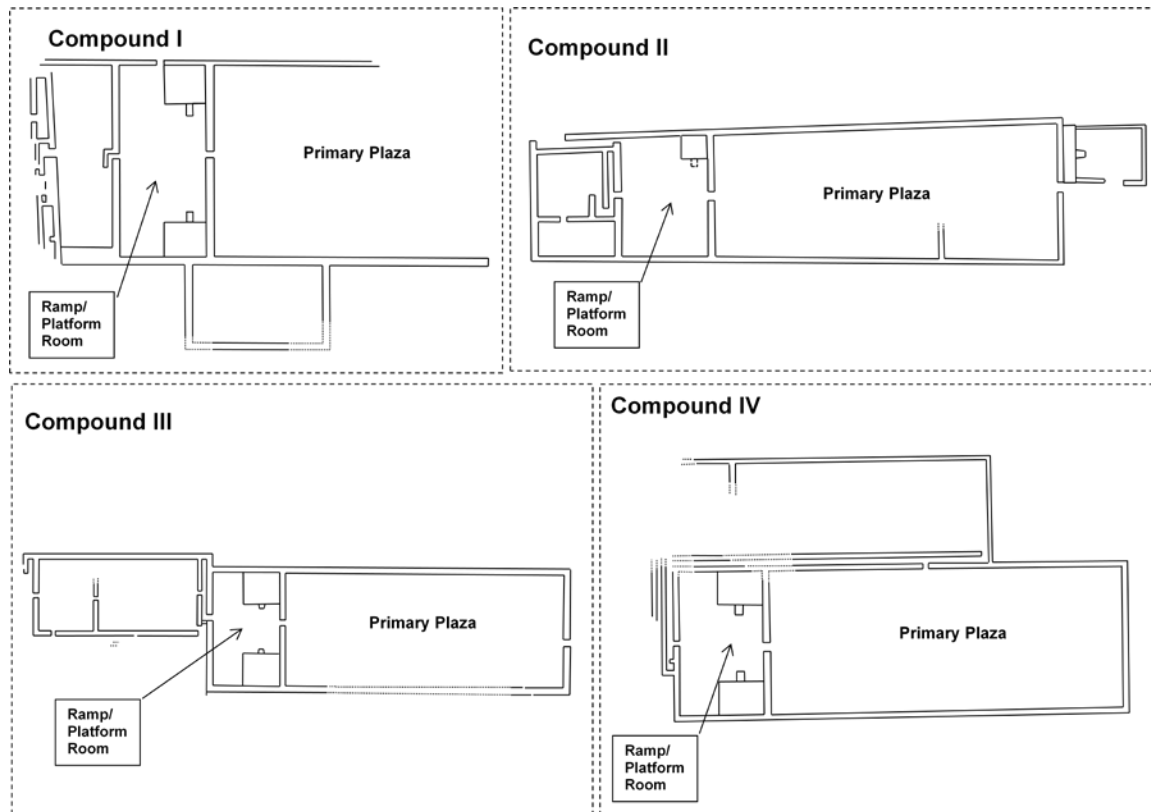 Compound I
Primary Plaza
Ramp/
Platform
Room
Compound II
Primary Plaza
Ramp/
Platform
Room
Compound III
Primary Plaza
Ramp/
Platform
Room
Compound IV
Primary Plaza
Ramp/
Platform
Room